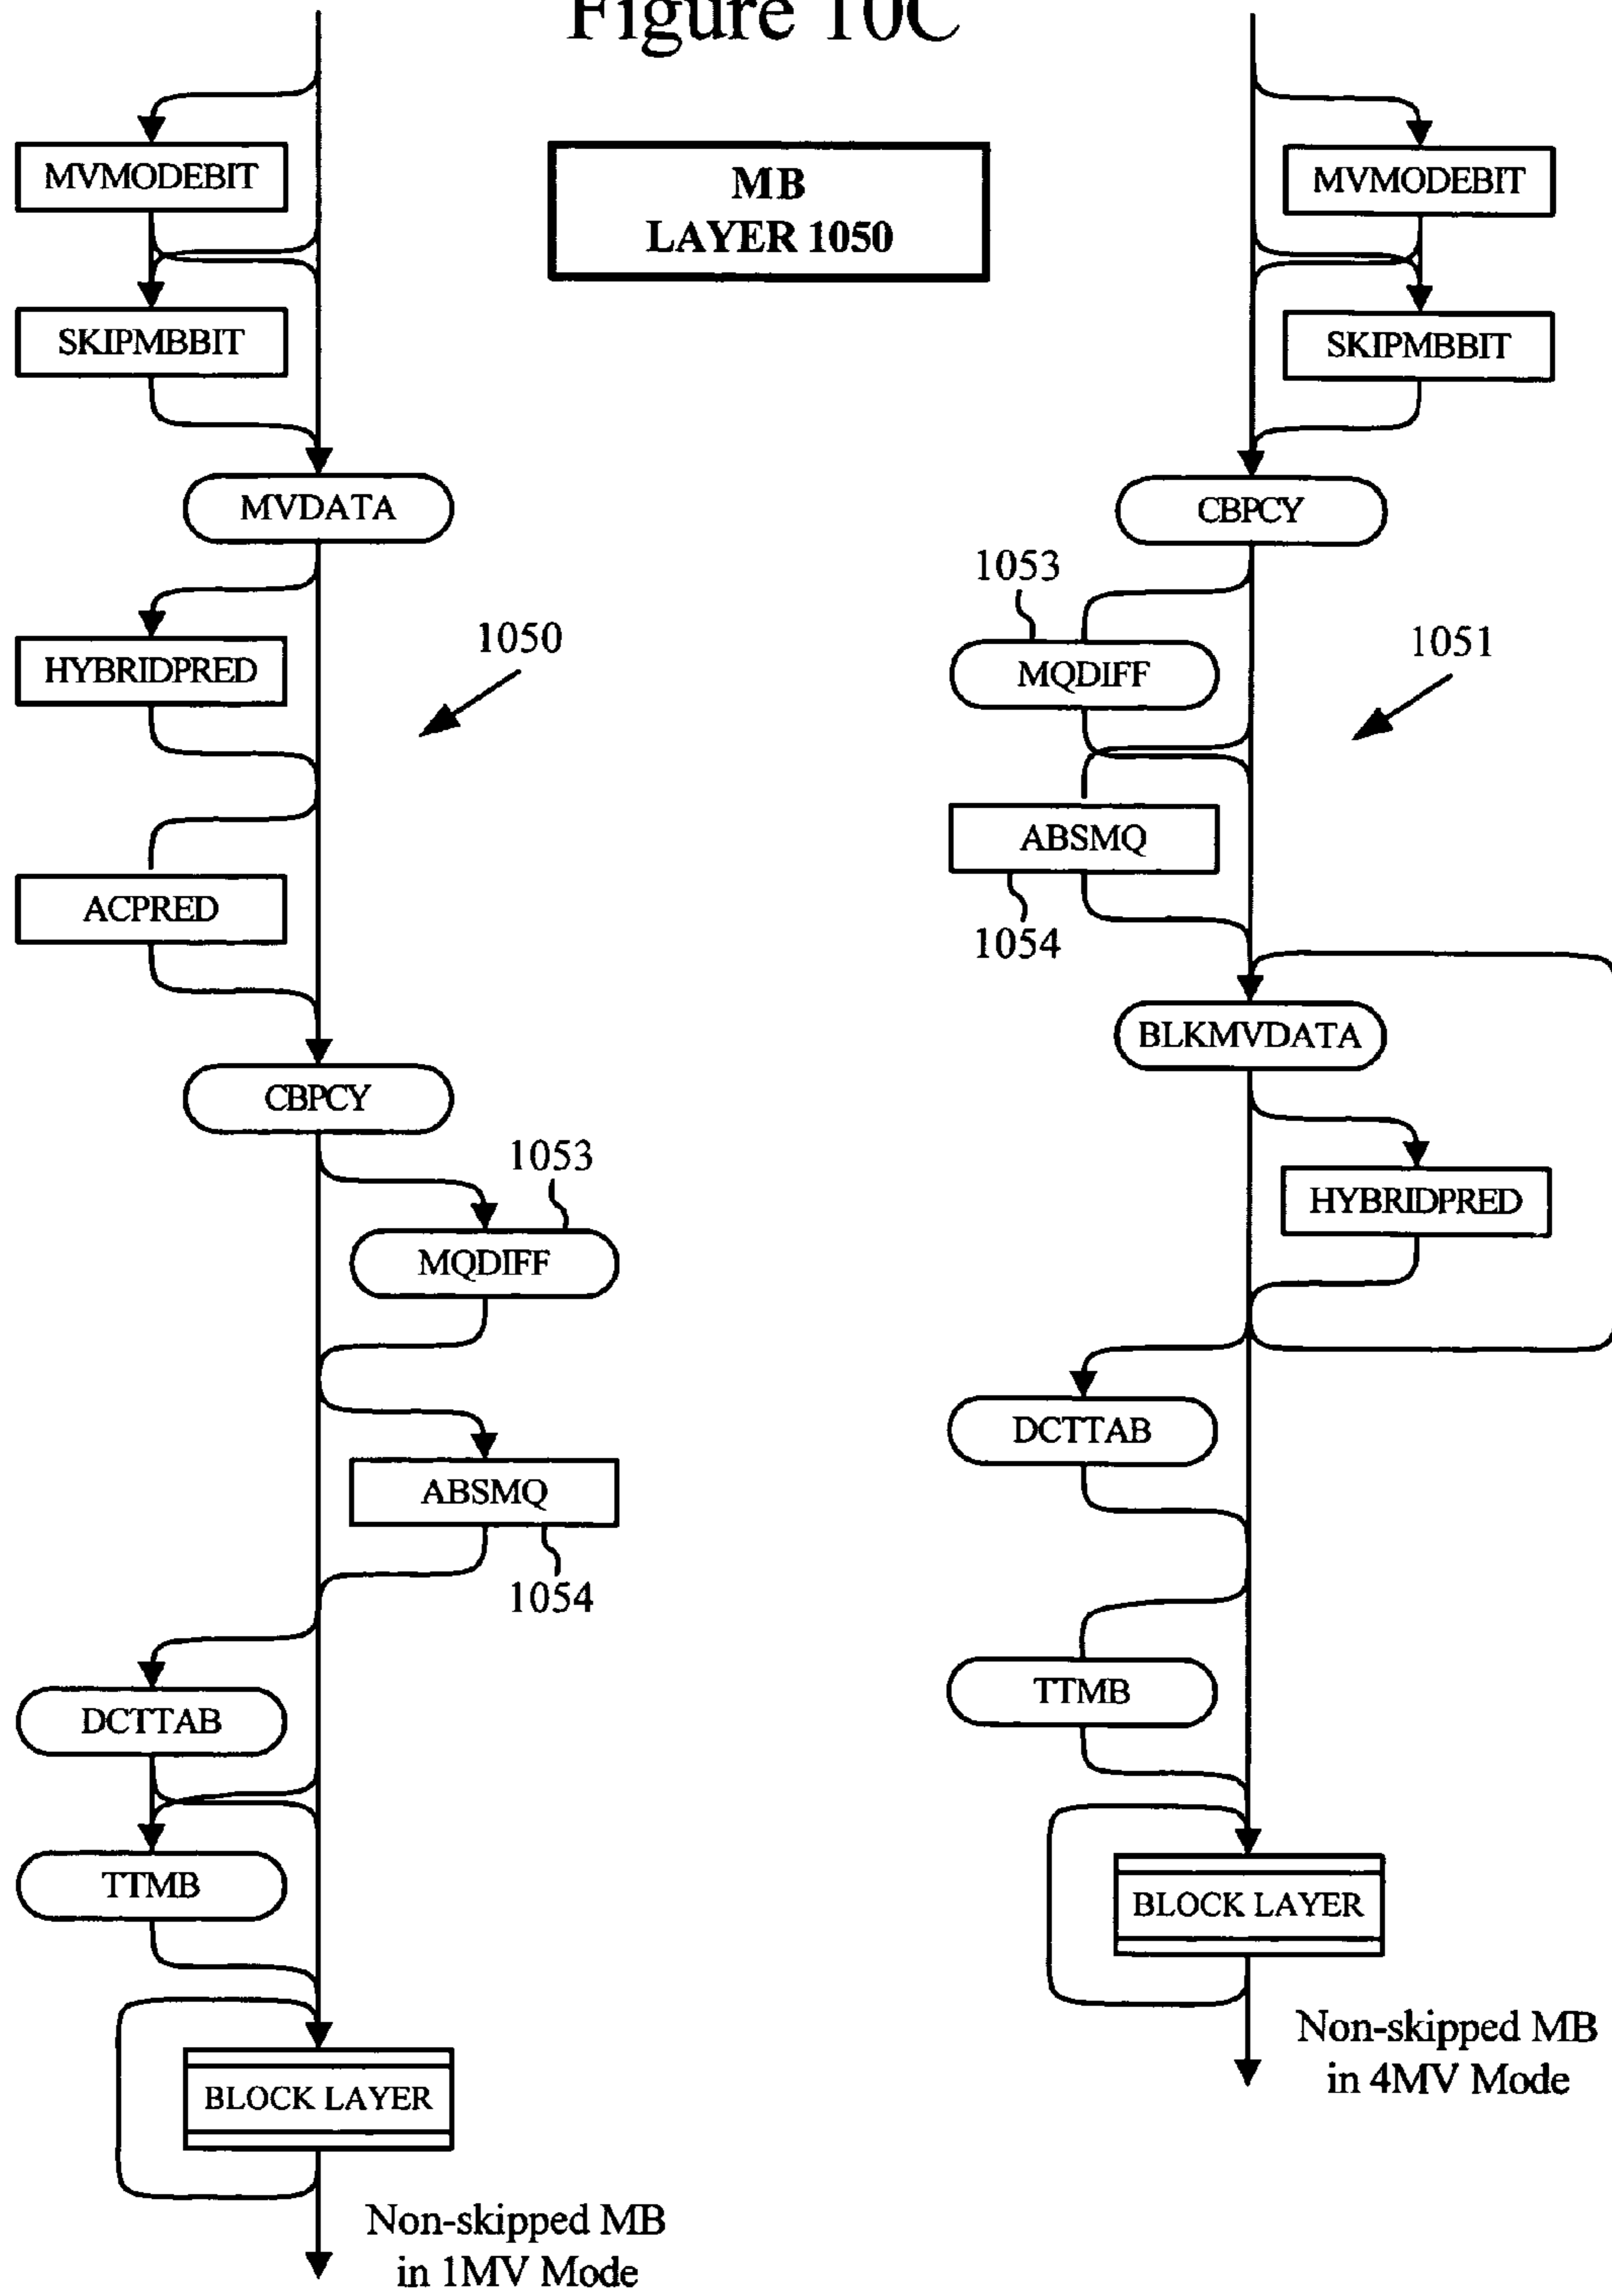 Figure 10C
MB
LAYER 1050
MVMODEBIT
SKIPMBBIT
MVDATA
HYBRIDPRED
1050
ACPRED
CBPCY
1053
MQDIFF
ABSMQ
1054
DCTTAB
TTMB
BLOCK LAYER
Non-skipped MB
in 1MV Mode
MVMODEBIT
SKIPMBBIT
CBPCY
1053
MQDIFF
1051
ABSMQ
1054
BLKMVDATA
HYBRIDPRED
DCTTAB
TTMB
BLOCK LAYER
Non-skipped MB
in 4MV Mode